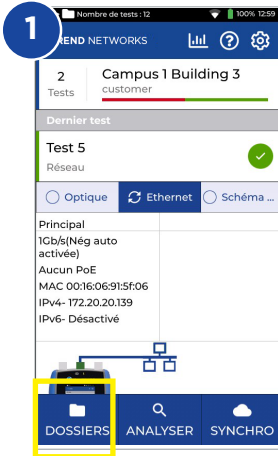 1
Nombre de tests : 12
100% 12:59
REND NETWORKS
2
Tests
Campus 1 Building 3
customer
Dernier test
Test 5
Réseau
Optique
Ethernet
Schéma ...
Principal
1Gb/s(Nég auto
activée)
Aucun PoE
MAC 00:16:06:91:5f:06
IPv4- 172.20.20.139
IPv6- Désactivé
DOSSIERS
ANALYSER
SYNCHRO